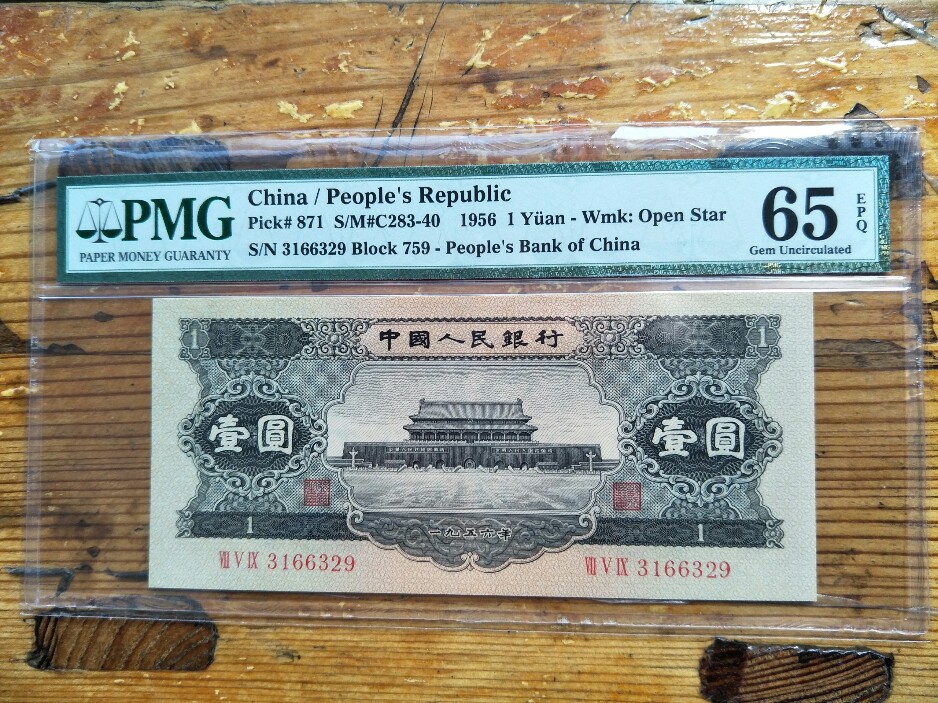 China / People's Republic
PMG
PAPER MONEY GUARANTY
Pick# 871 S/M#C283-40 1956 1 Yüan - Wmk: Open Star
S/N 3166329 Block 759 - People's Bank of China
65
EPQ
Gem Uncirculated
1
中國人民銀行
1
壹圓
壹圓
1
一九五六年
1
Ⅶ Ⅴ Ⅸ 3166329
Ⅶ Ⅴ Ⅸ 3166329